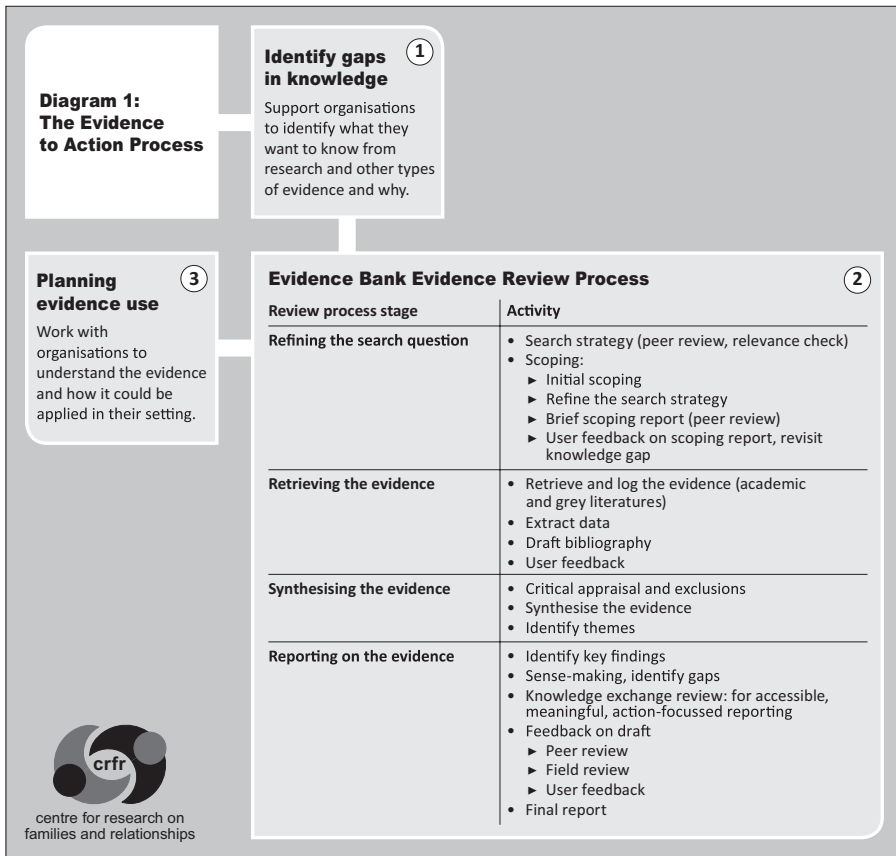 Diagram 1:
The Evidence
to Action Process
1
Identify gaps
in knowledge
Support organisations
to identify what they
want to know from
research and other types
of evidence and why.
Evidence Bank Evidence Review Process
2
Review process stage Activity
Refining the search question
• Search strategy (peer review, relevance check)
• Scoping:
► Initial scoping
► Refine the search strategy
► Brief scoping report (peer review)
► User feedback on scoping report, revisit
knowledge gap
Retrieving the evidence
• Retrieve and log the evidence (academic
and grey literatures)
• Extract data
• Draft bibliography
• User feedback
Synthesising the evidence
• Critical appraisal and exclusions
• Synthesise the evidence
• Identify themes
Reporting on the evidence
• Identify key findings
• Sense-making, identify gaps
• Knowledge exchange review: for accessible,
meaningful, action-focussed reporting
• Feedback on draft
► Peer review
► Field review
► User feedback
• Final report
3
Planning
evidence use
Work with
organisations to
understand the evidence
and how it could be
applied in their setting.
crfr
centre for research on
families and relationships